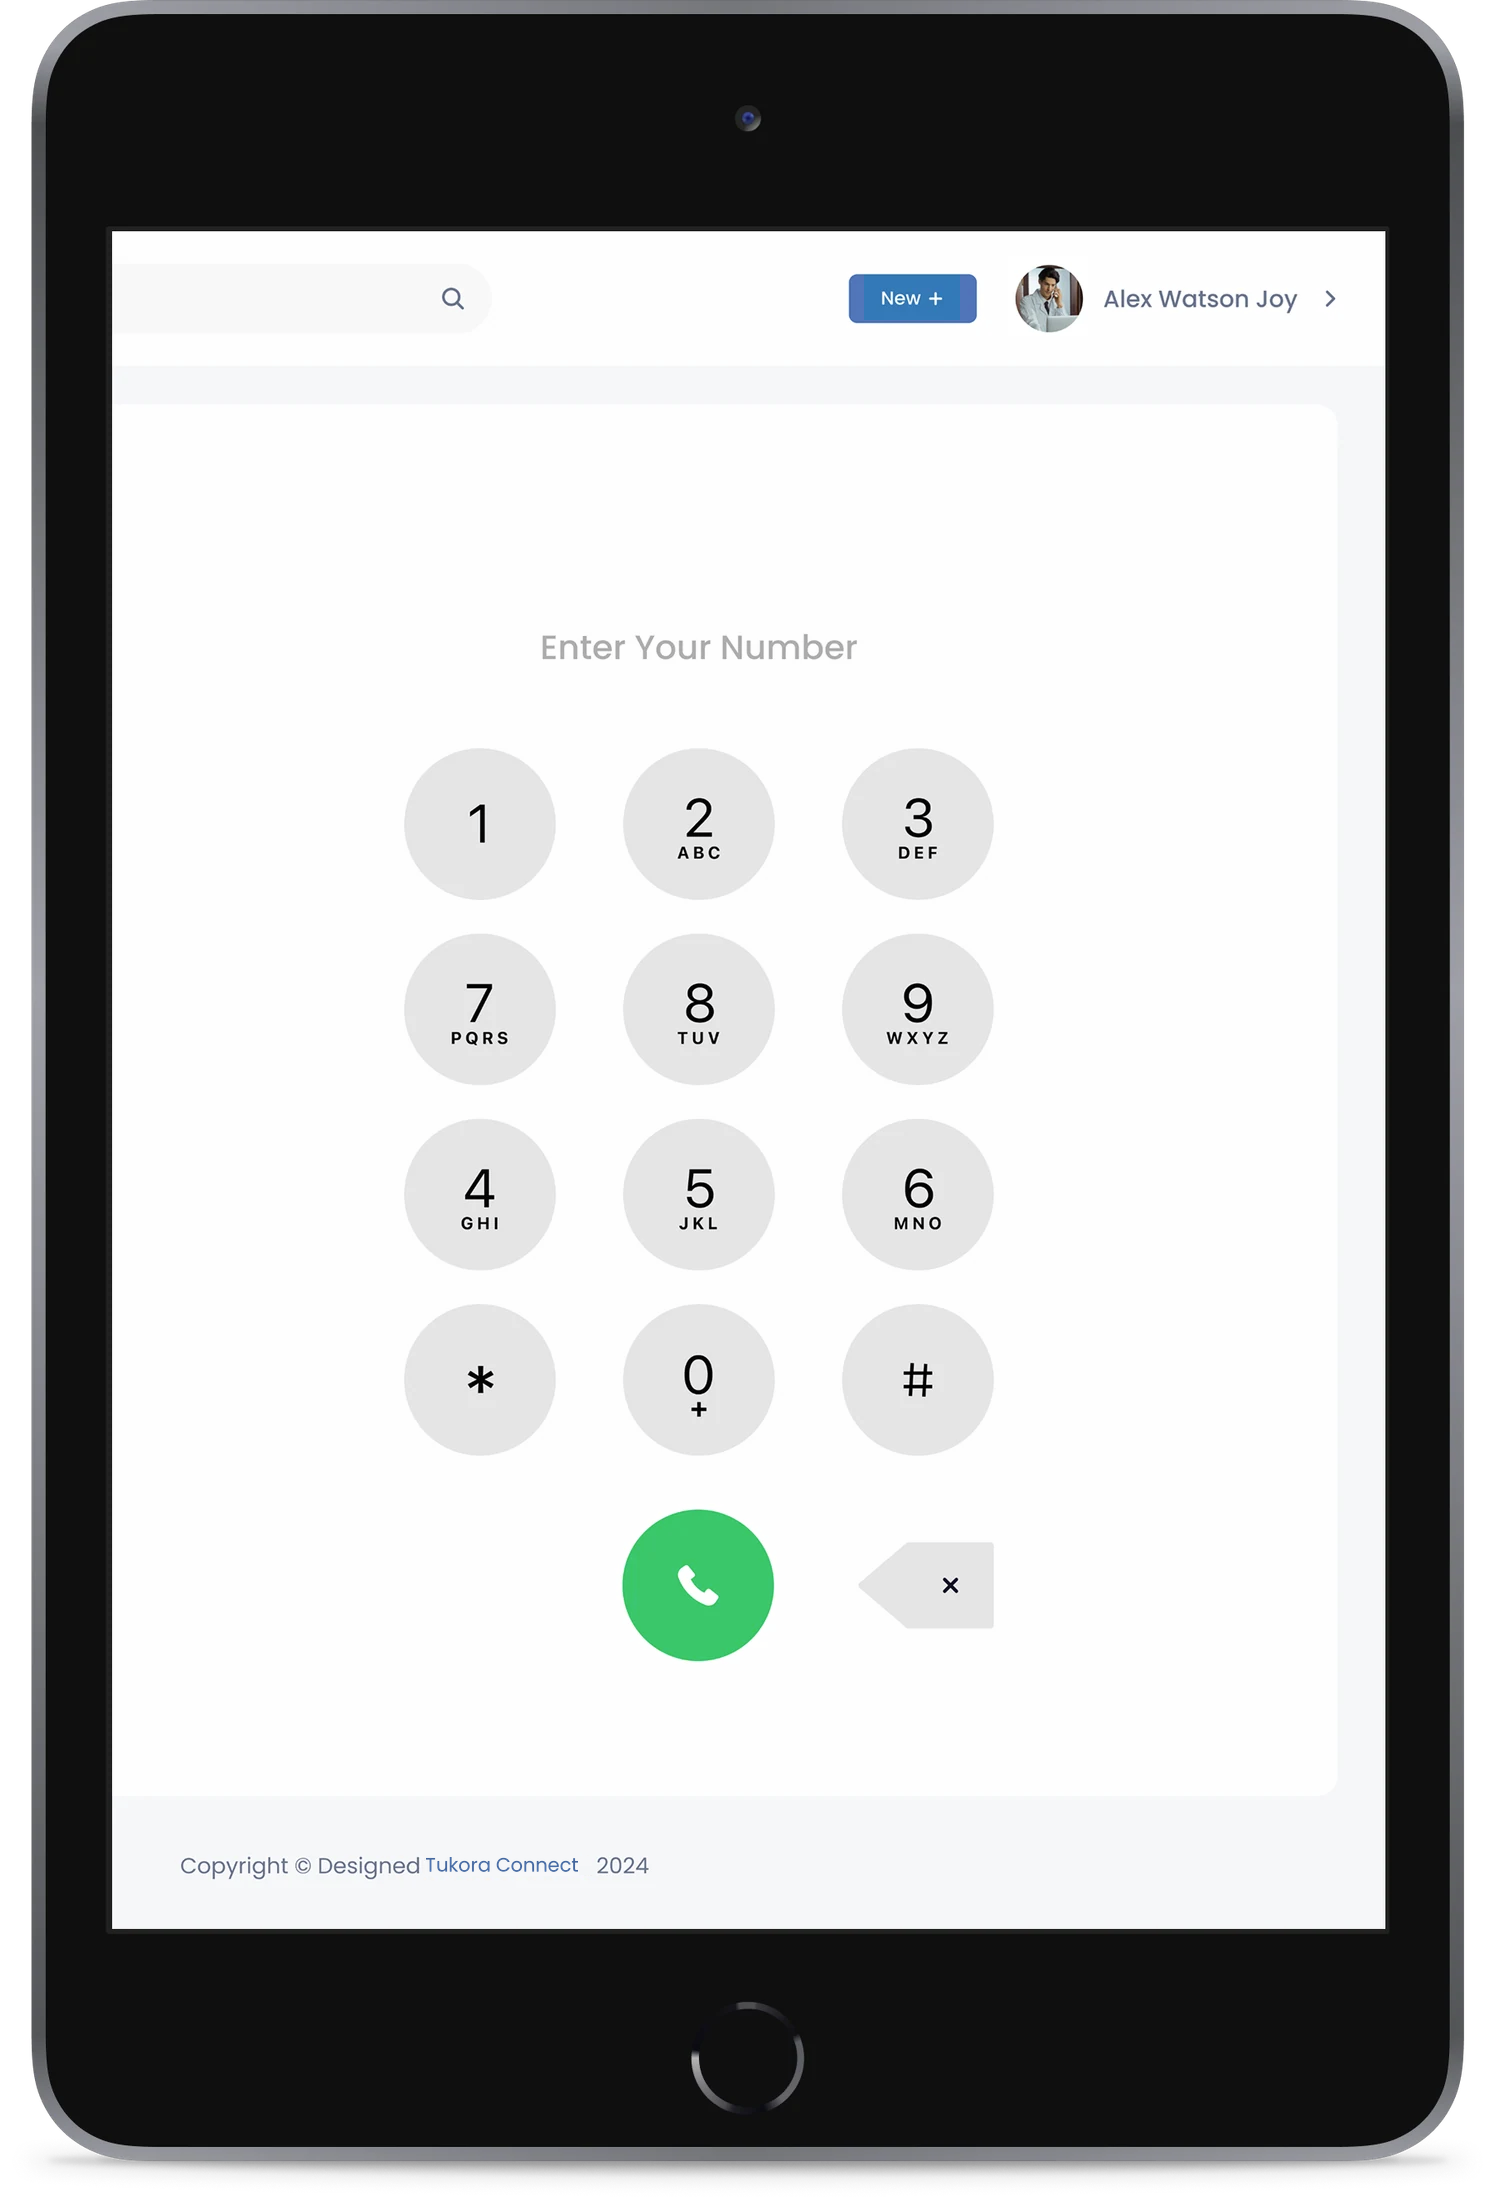 New +
Alex Watson Joy
Enter Your Number
1
2
ABC
3
DEF
7
PQRS
8
TUV
9
WXYZ
4
GHI
5
JKL
6
MNO
*
0
+
#
Copyright © Designed Tukora Connect 2024